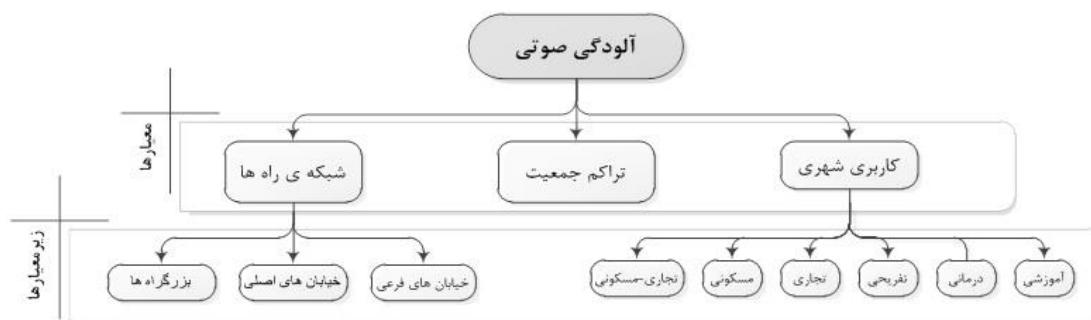 آلودگی صوتی
معیارها
کاربری شهری
تراکم جمعیت
شبکه ی راه ها
زیرمعیارها
آموزشی
درمانی
تفریحی
تجاری
مسکونی
تجاری-مسکونی
خیابان های فرعی
خیابان های اصلی
بزرگراه ها